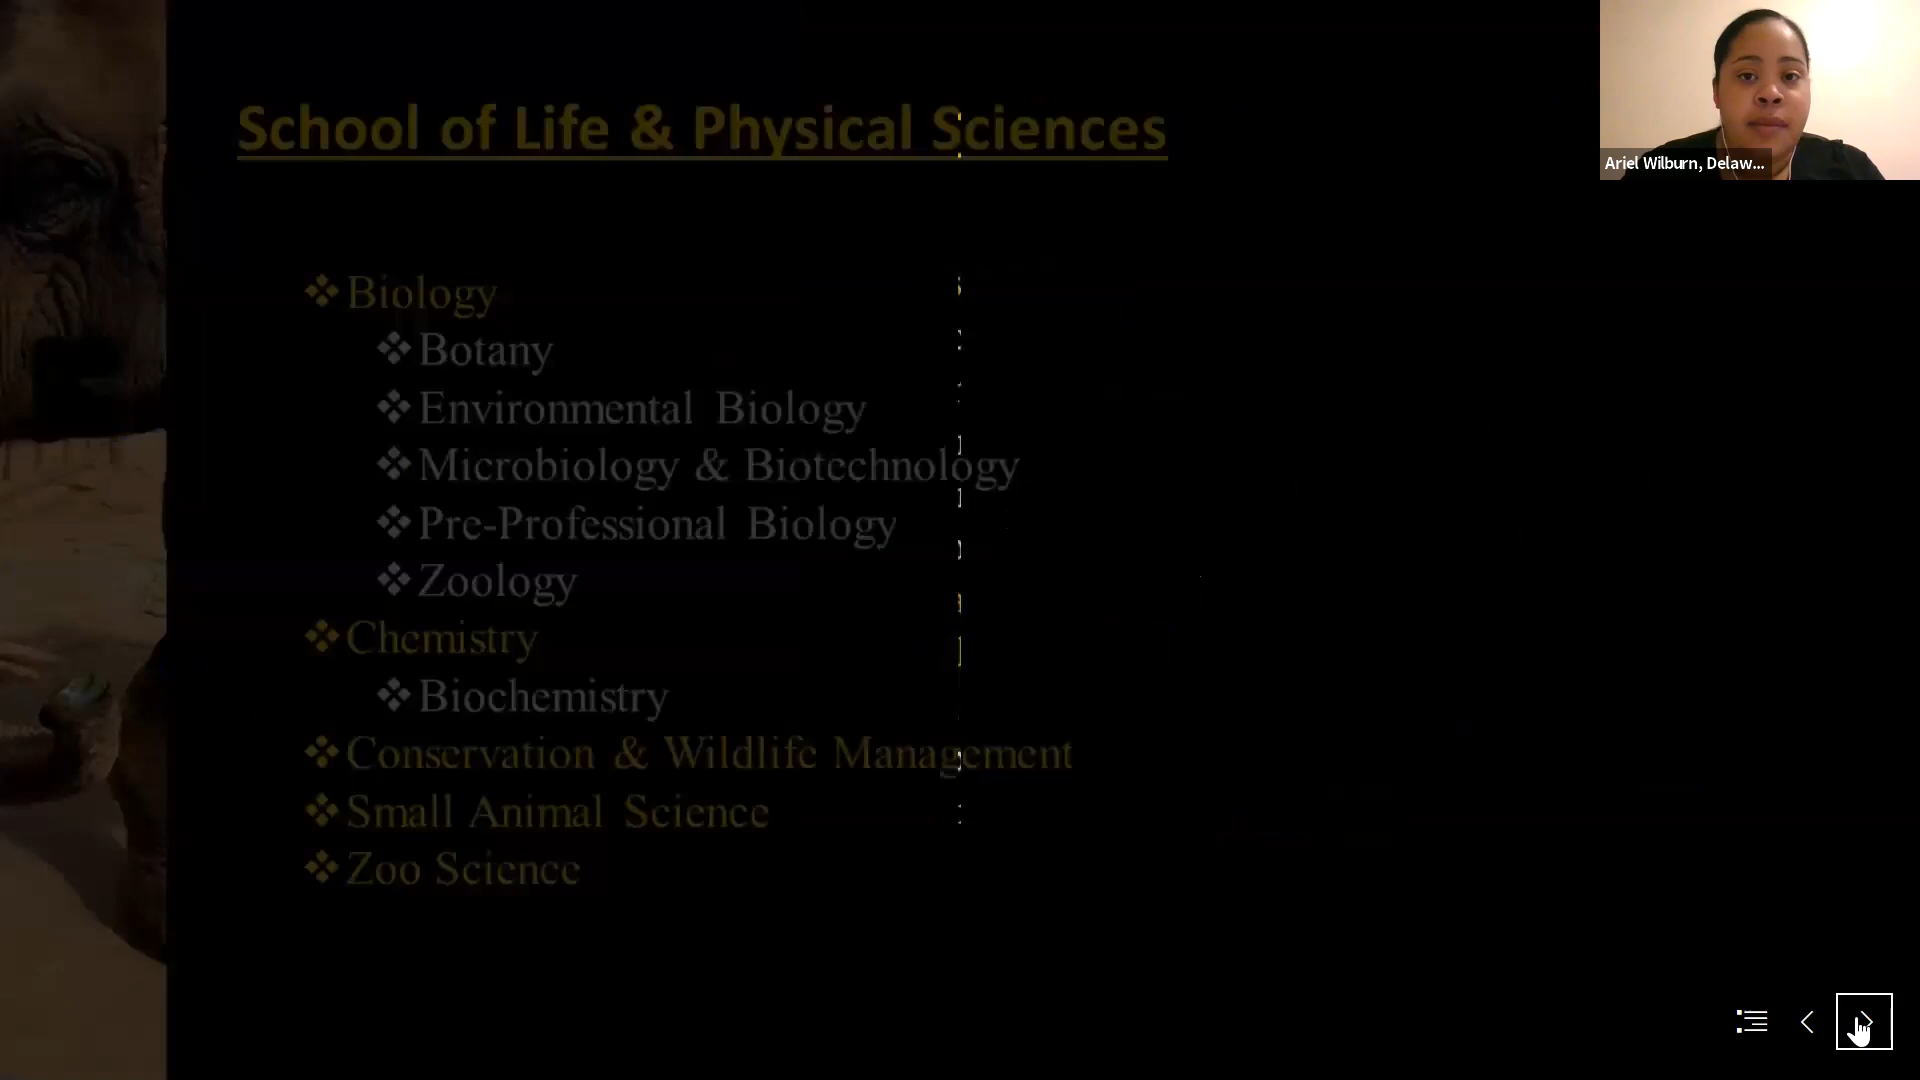 School of Life & Physical Sciences
Ariel Wilburn, Delaw...
❖Biology
❖Botany
❖Environmental Biology
❖Microbiology & Biotechnology
❖Pre-Professional Biology
❖Zoology
❖Chemistry
❖Biochemistry
❖Conservation & Wildlife Management
❖Small Animal Science
❖Zoo Science